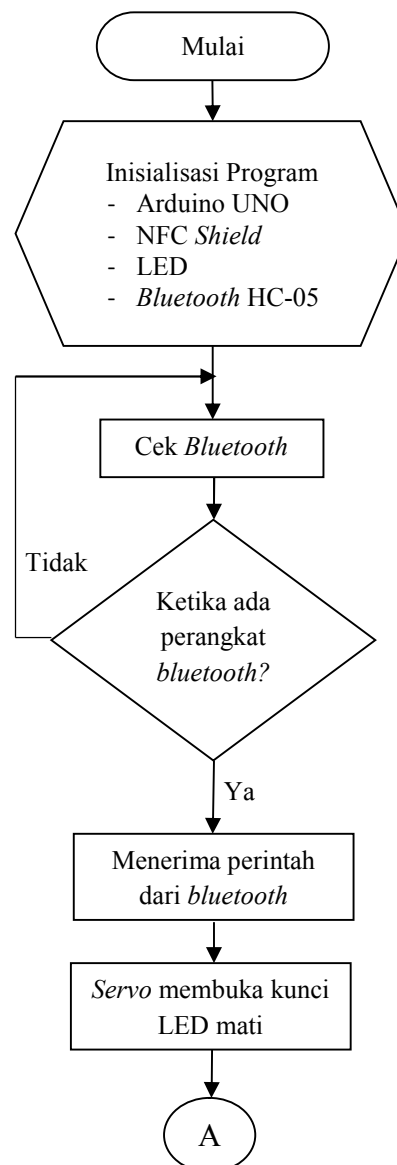 Mulai
Inisialisasi Program
- Arduino UNO
- NFC Shield
- LED
- Bluetooth HC-05
Cek Bluetooth
Tidak
Ketika ada
perangkat
bluetooth?
Ya
Menerima perintah
dari bluetooth
Servo membuka kunci
LED mati
A